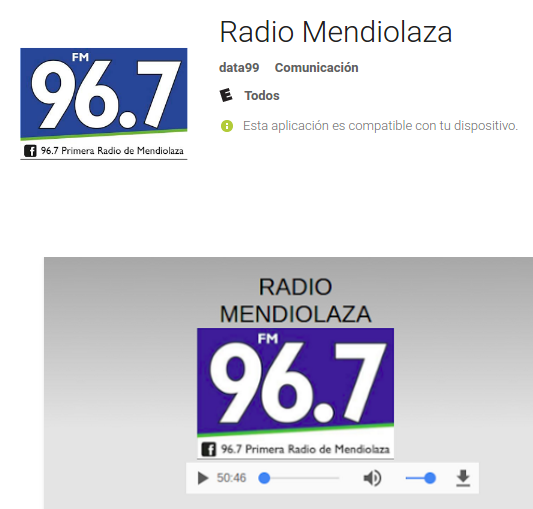 Radio Mendiolaza
data99 Comunicación
E Todos
Esta aplicación es compatible con tu dispositivo.
FM
96.7
f 96.7 Primera Radio de Mendiolaza
RADIO
MENDIOLAZA
FM
96.7
f 96.7 Primera Radio de Mendiolaza
50:46